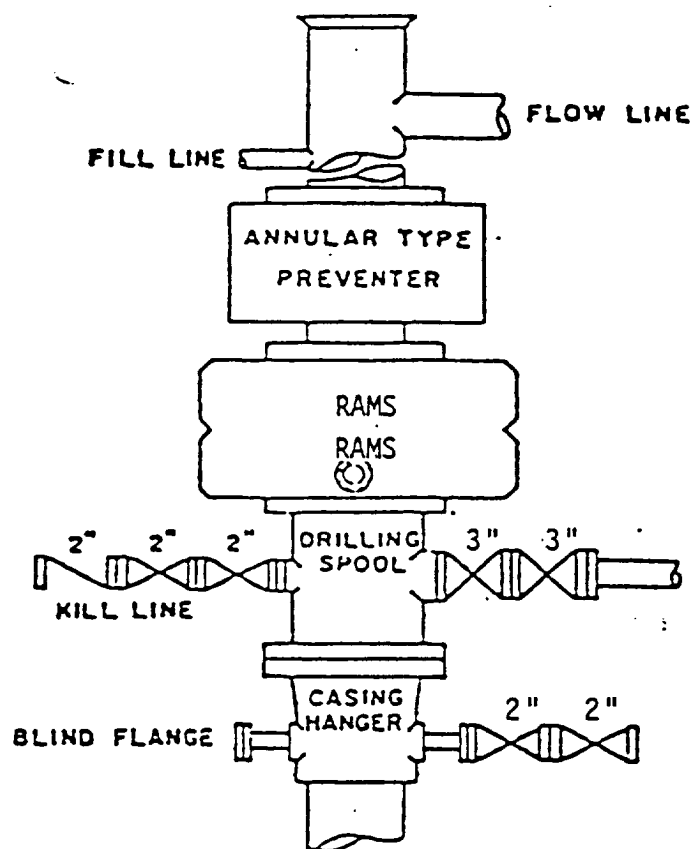 FLOW LINE
FILL LINE
ANNULAR TYPE
PREVENTER
RAMS
RAMS
2" 2" 2"
DRILLING
SPOOL
3" 3"
KILL LINE
CASING
HANGER
2" 2"
BLIND FLANGE